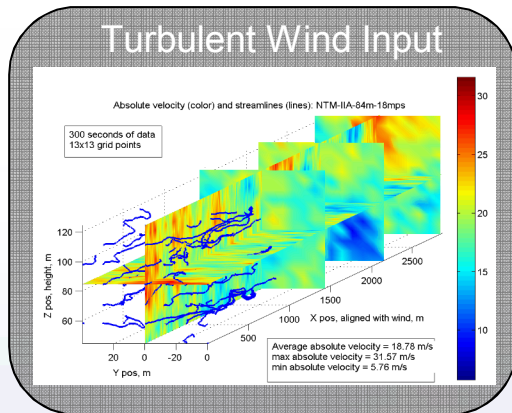 Turbulent Wind Input
Absolute velocity (color) and streamlines (lines): NTM-IIA-84m-18mps
300 seconds of data
13x13 grid points
30
25
20
15
10
120
100
80
60
Z pos, height, m
20
0
-20
0
Y pos, m
500
1000
1500
2000
2500
X pos, aligned with wind, m
Average absolute velocity = 18.78 m/s
max absolute velocity = 31.57 m/s
min absolute velocity = 5.76 m/s